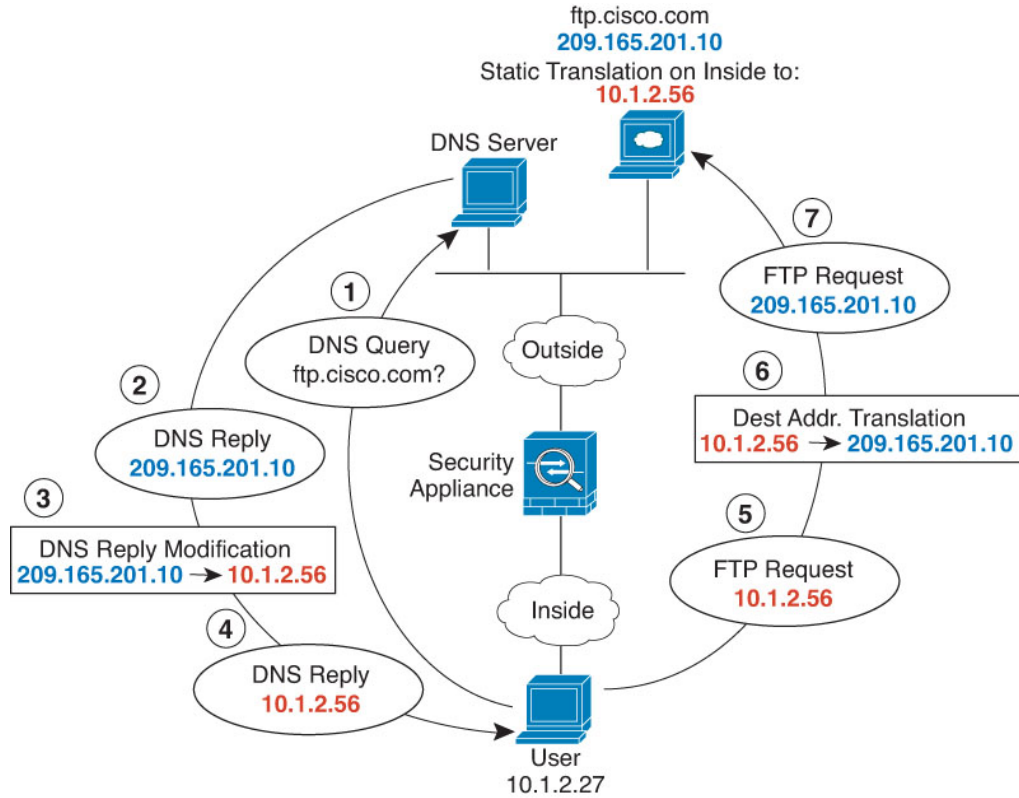 ftp.cisco.com
209.165.201.10
Static Translation on Inside to:
10.1.2.56
DNS Server
7
FTP Request
209.165.201.10
1
DNS Query
ftp.cisco.com?
Outside
2
DNS Reply
209.165.201.10
6
Dest Addr. Translation
10.1.2.56 → 209.165.201.10
Security
Appliance
3
DNS Reply Modification
209.165.201.10 → 10.1.2.56
5
FTP Request
10.1.2.56
Inside
4
DNS Reply
10.1.2.56
User
10.1.2.27